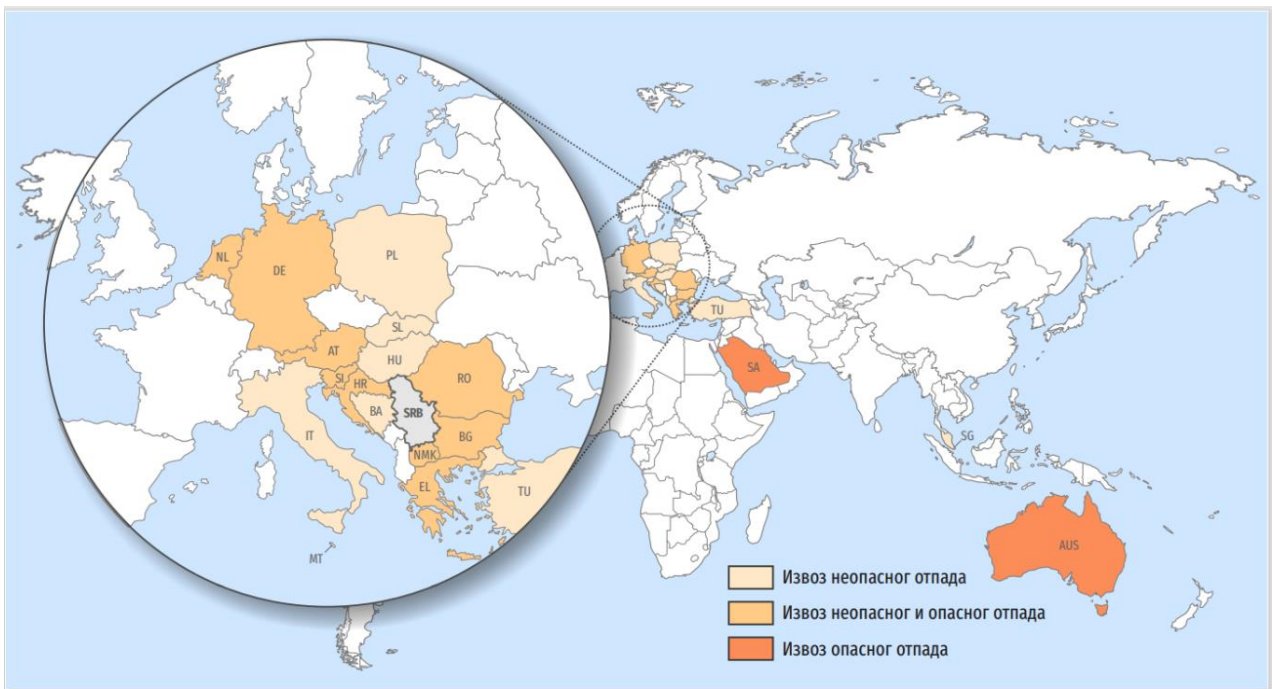 NL
DE
PL
SL
AT
HU
SI
HR
RO
BA
SRB
IT
BG
NMK
EL
TU
MT
TU
SA
SG
AUS
Извоз неопасног отпада
Извоз неопасног и опасног отпада
Извоз опасног отпада